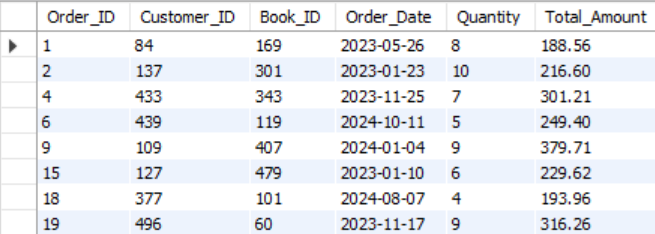 Order_ID Customer_ID Book_ID Order_Date Quantity Total_Amount
1 84 169 2023-05-26 8 188.56
2 137 301 2023-01-23 10 216.60
4 433 343 2023-11-25 7 301.21
6 439 119 2024-10-11 5 249.40
9 109 407 2024-01-04 9 379.71
15 127 479 2023-01-10 6 229.62
18 377 101 2024-08-07 4 193.96
19 496 60 2023-11-17 9 316.26